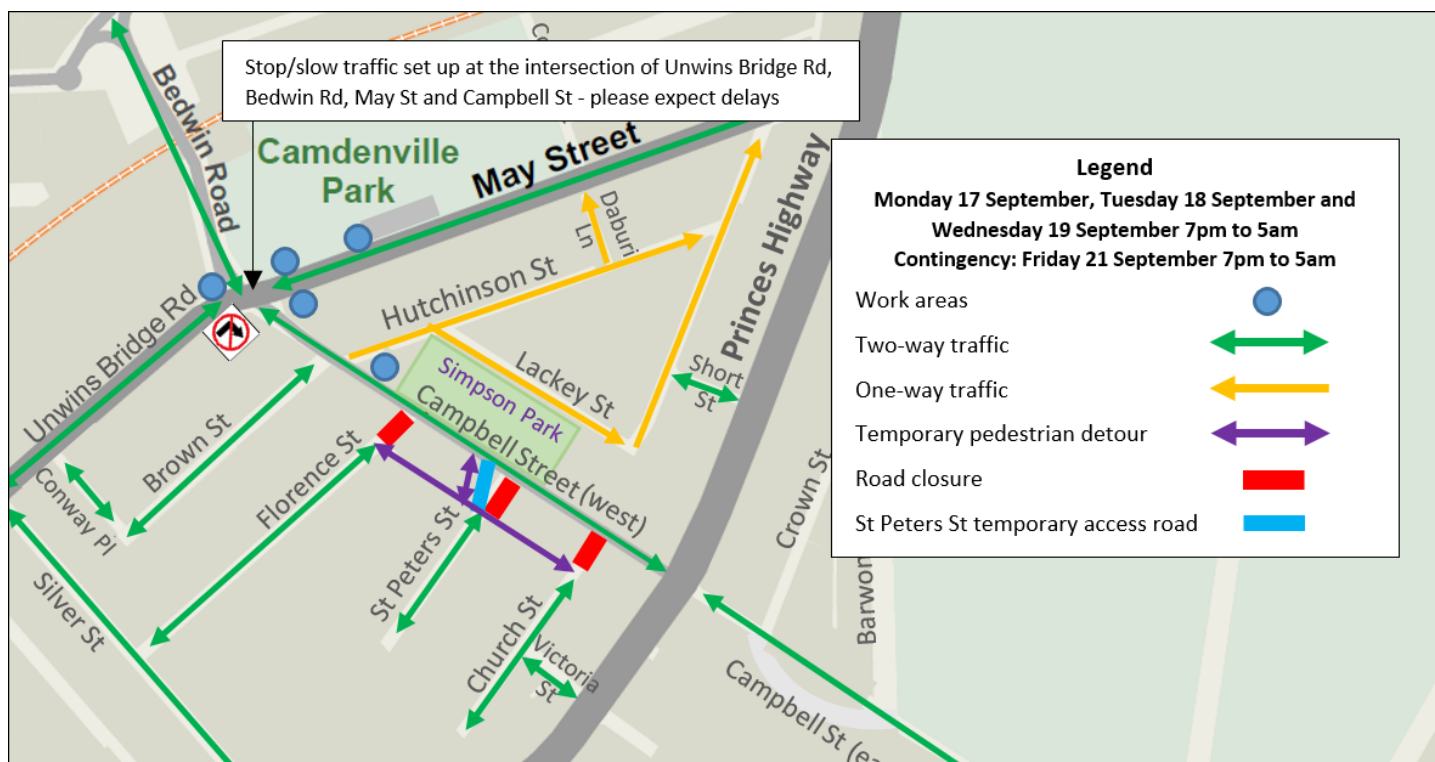 Stop/slow traffic set up at the intersection of Unwins Bridge Rd,
Bedwin Rd, May St and Campbell St - please expect delays
Bedwin Road
Camdenville
Park
May Street
Princes Highway
Legend
Monday 17 September, Tuesday 18 September and
Wednesday 19 September 7pm to 5am
Contingency: Friday 21 September 7pm to 5am
Work areas
Two-way traffic
One-way traffic
Temporary pedestrian detour
Road closure
St Peters St temporary access road
Daburi
Ln
Hutchinson St
Unwins Bridge Rd
Lackey St
Short
St
Simpson Park
Campbell Street (west)
Brown St
Florence St
Conway Pl
Crown St
St Peters St
Silver St
Church St
Victoria
St
Barwon
Campbell St (ea